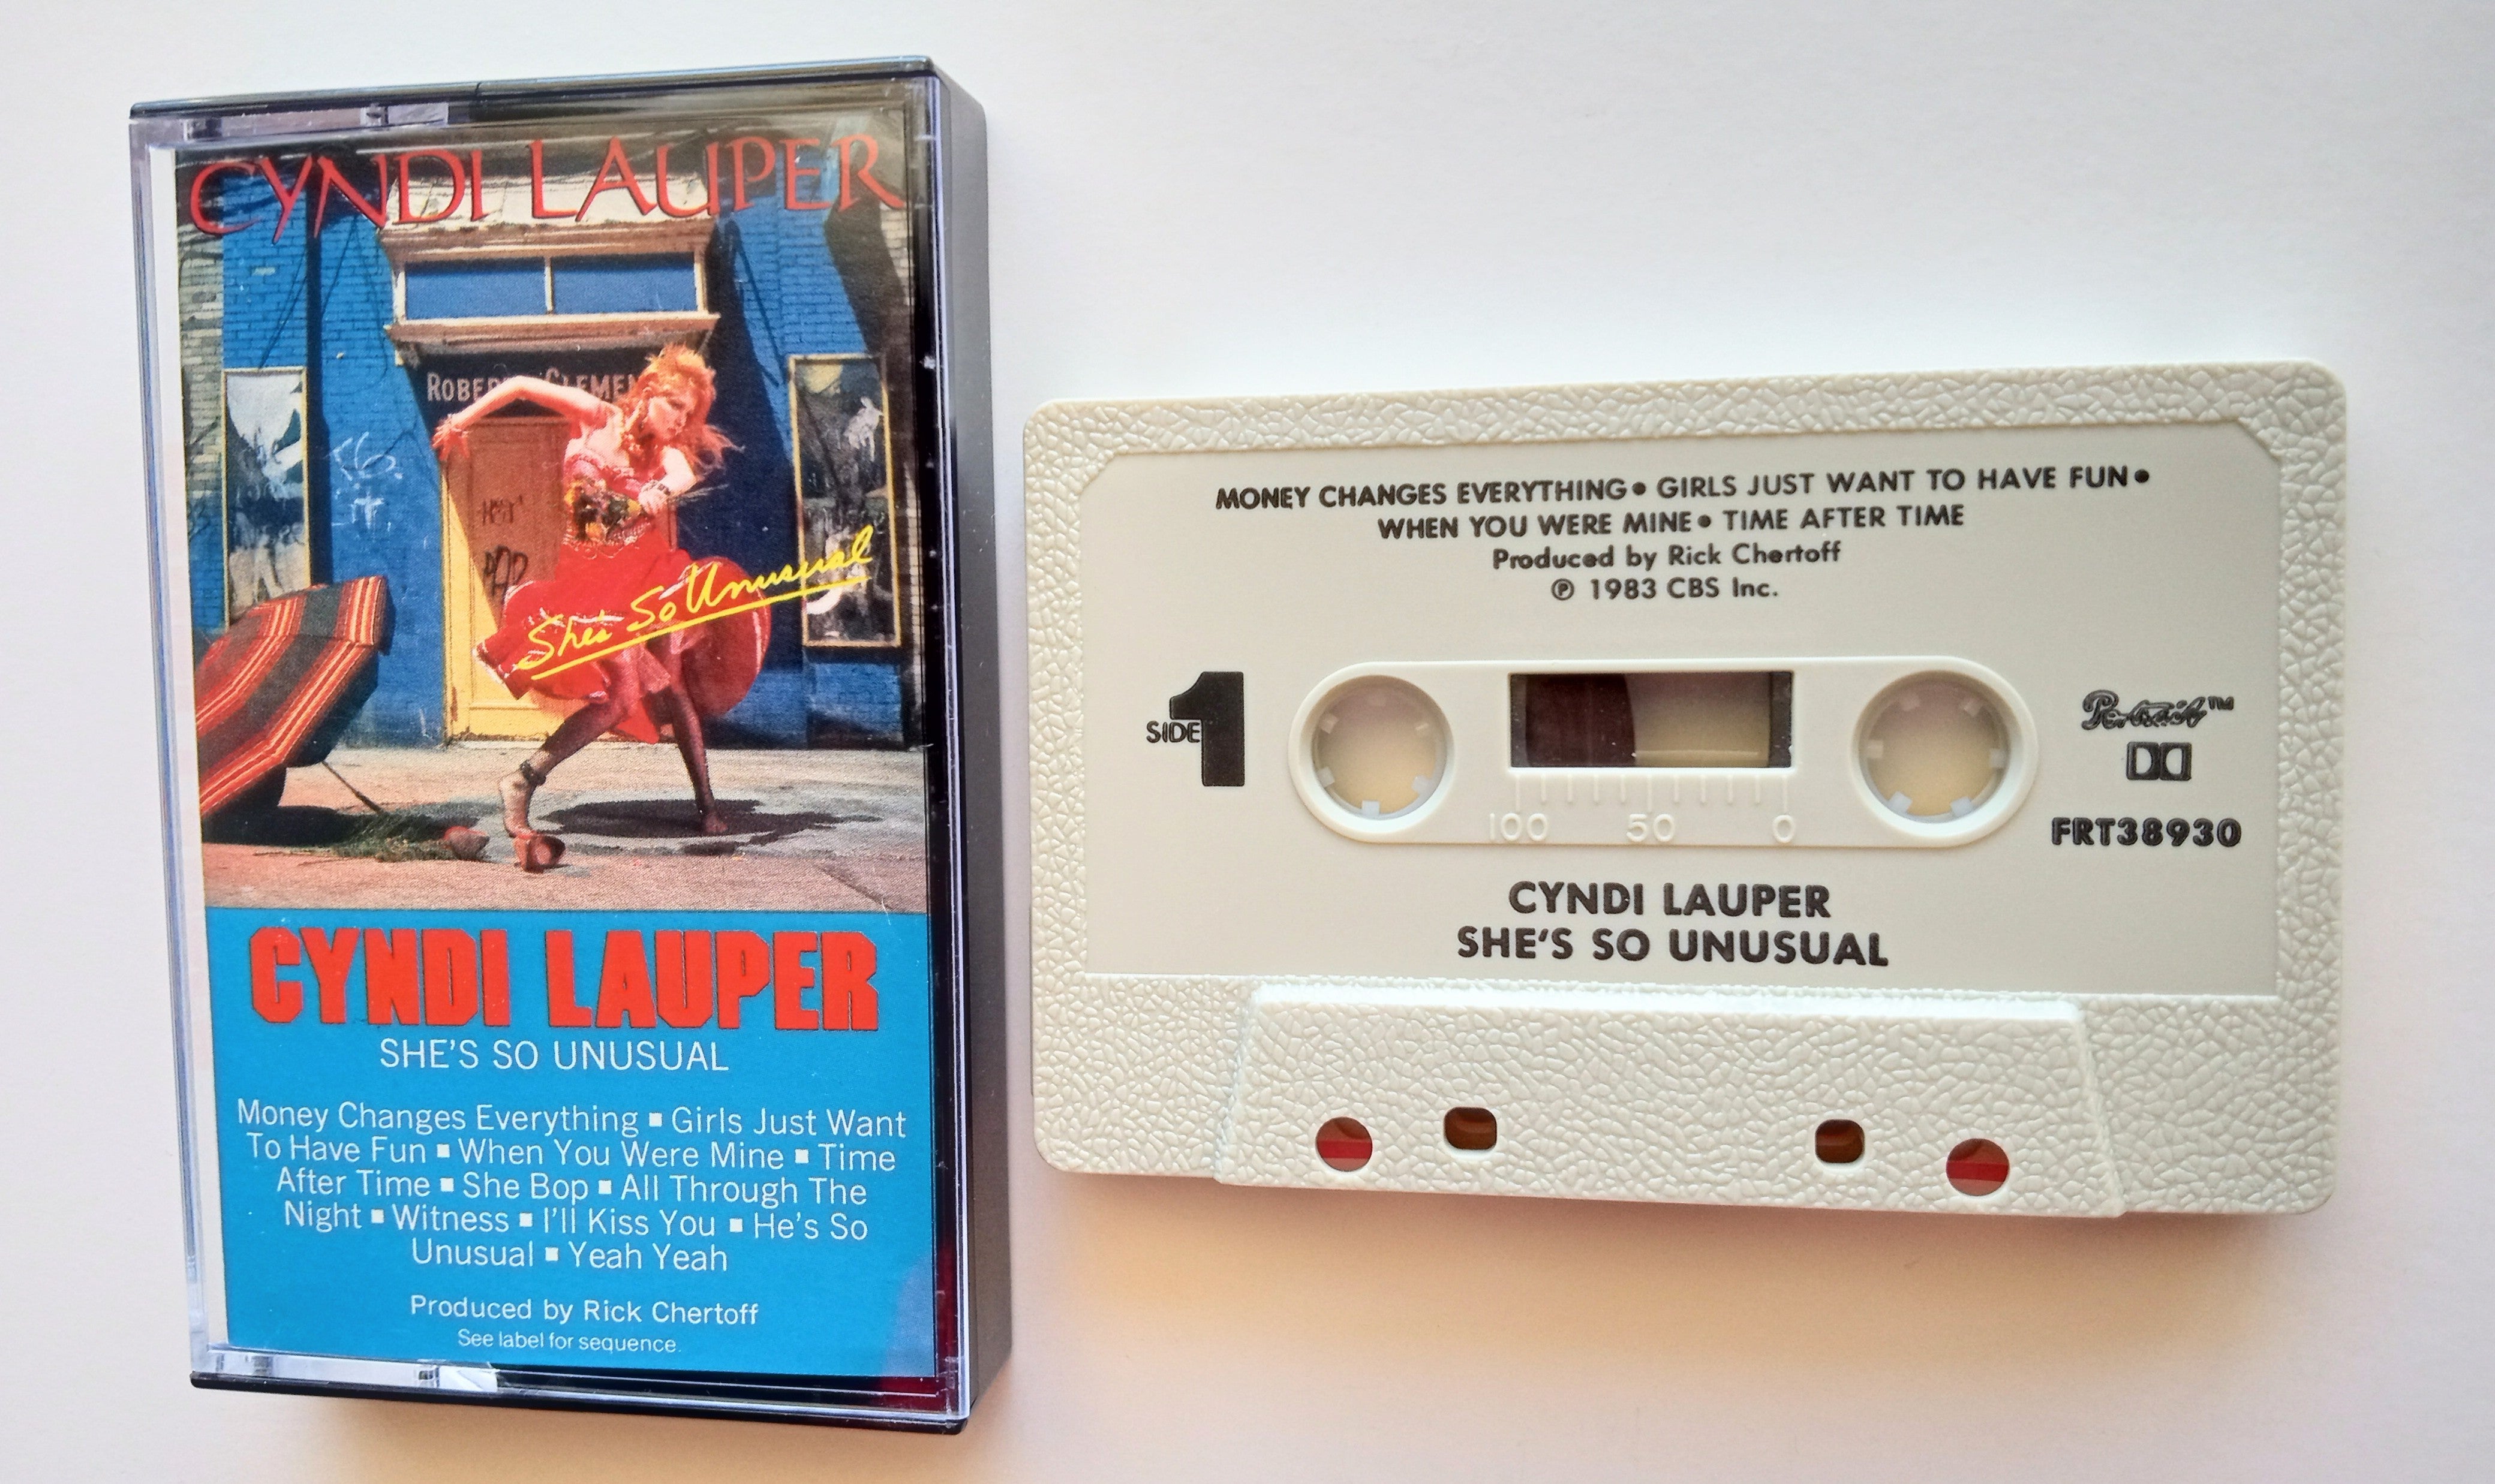 CYNDI LAUPER
She's So Unusual
CYNDI LAUPER
SHE'S SO UNUSUAL
Money Changes Everything ▪ Girls Just Want
To Have Fun ▪ When You Were Mine ▪ Time
After Time ▪ She Bop ▪ All Through The
Night ▪ Witness ▪ I'll Kiss You ▪ He's So
Unusual ▪ Yeah Yeah
Produced by Rick Chertoff
See label for sequence.
MONEY CHANGES EVERYTHING • GIRLS JUST WANT TO HAVE FUN •
WHEN YOU WERE MINE • TIME AFTER TIME
Produced by Rick Chertoff
℗ 1983 CBS Inc.
SIDE 1
Portrait™
FRT38930
100 50 0
CYNDI LAUPER
SHE'S SO UNUSUAL